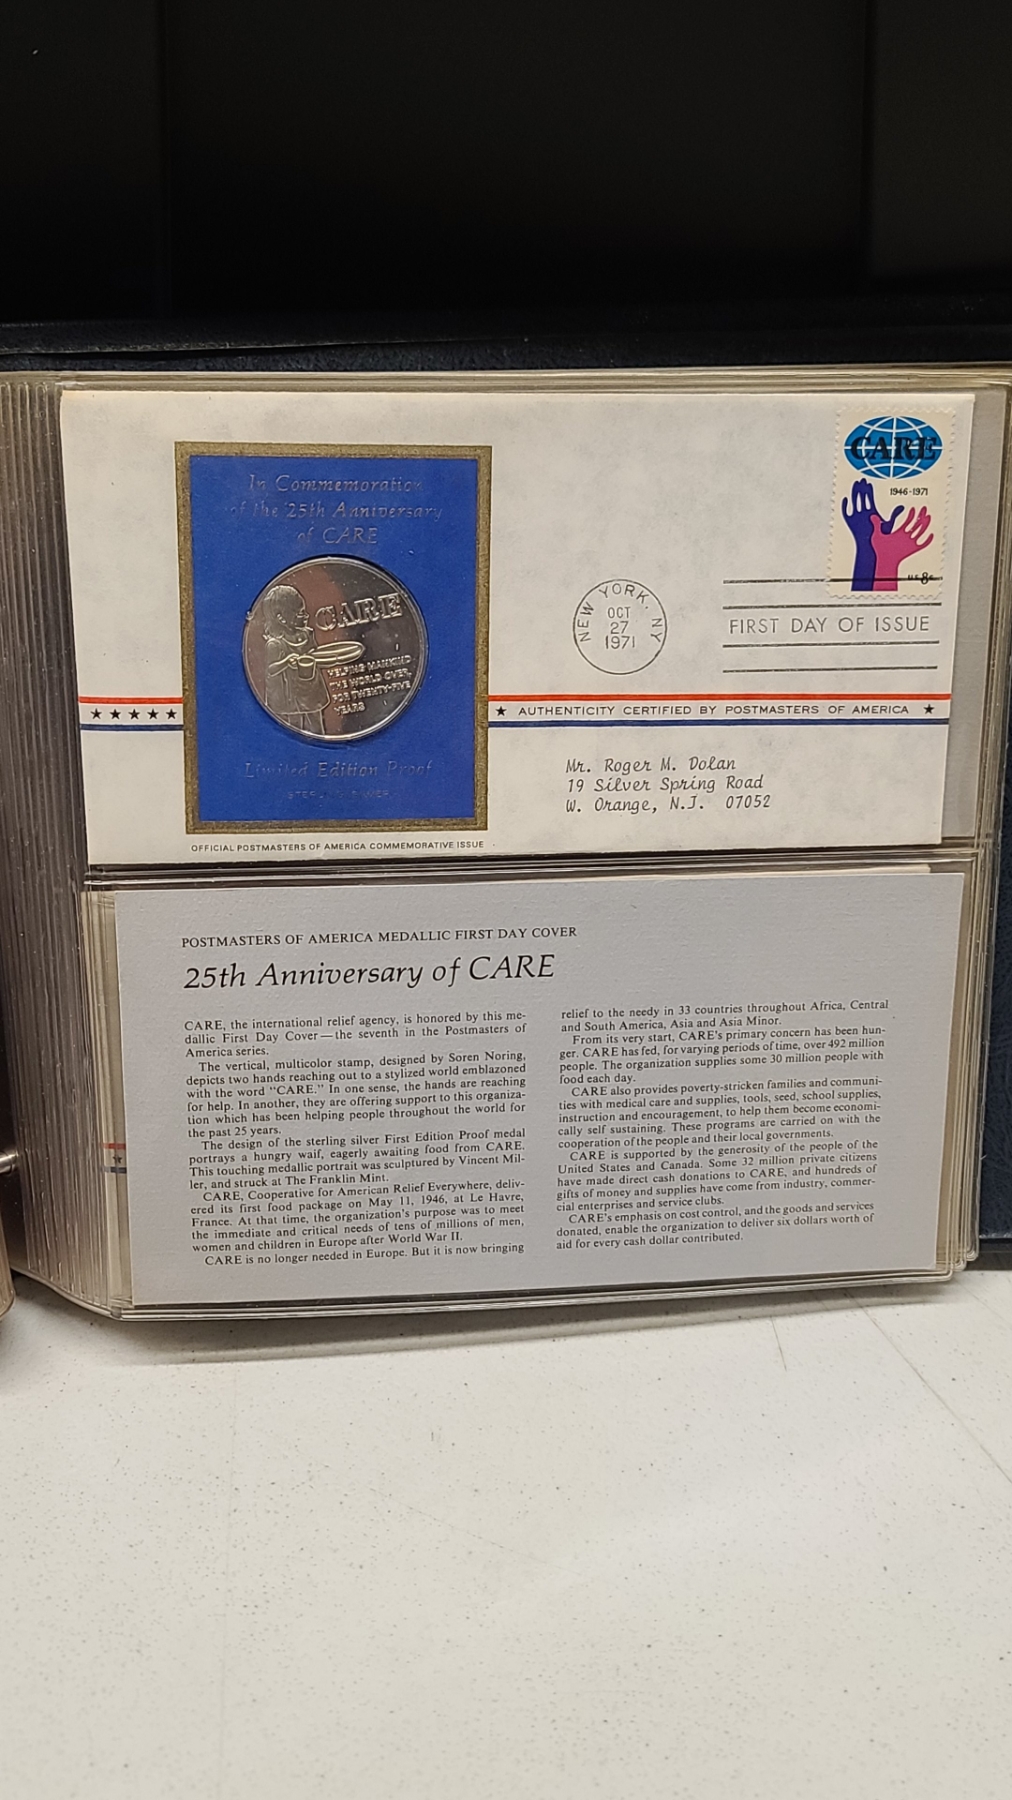 In Commemoration
of the 25th Anniversary
of CARE
CARE
HELPING MANKIND
THE WORLD OVER,
FOR TWENTY-FIVE
YEARS
Limited Edition Proof
STERLING SILVER
OFFICIAL POSTMASTERS OF AMERICA COMMEMORATIVE ISSUE
CARE
1946-1971
U.S. 8c
NEW YORK, NY
OCT
27
1971
FIRST DAY OF ISSUE
★ AUTHENTICITY CERTIFIED BY POSTMASTERS OF AMERICA ★
Mr. Roger M. Dolan
19 Silver Spring Road
W. Orange, N.J. 07052
POSTMASTERS OF AMERICA MEDALLIC FIRST DAY COVER
25th Anniversary of CARE
CARE, the international relief agency, is honored by this me-
dallic First Day Cover—the seventh in the Postmasters of
America series.
The vertical, multicolor stamp, designed by Soren Noring,
depicts two hands reaching out to a stylized world emblazoned
with the word “CARE.” In one sense, the hands are reaching
for help. In another, they are offering support to this organiza-
tion which has been helping people throughout the world for
the past 25 years.
The design of the sterling silver First Edition Proof medal
portrays a hungry waif, eagerly awaiting food from CARE.
This touching medallic portrait was sculptured by Vincent Mil-
ler, and struck at The Franklin Mint.
CARE, Cooperative for American Relief Everywhere, deliv-
ered its first food package on May 11, 1946, at Le Havre,
France. At that time, the organization's purpose was to meet
the immediate and critical needs of tens of millions of men,
women and children in Europe after World War II.
CARE is no longer needed in Europe. But it is now bringing
relief to the needy in 33 countries throughout Africa, Central
and South America, Asia and Asia Minor.
From its very start, CARE's primary concern has been hun-
ger. CARE has fed, for varying periods of time, over 492 million
people. The organization supplies some 30 million people with
food each day.
CARE also provides poverty-stricken families and communi-
ties with medical care and supplies, tools, seed, school supplies,
instruction and encouragement, to help them become economi-
cally self sustaining. These programs are carried on with the
cooperation of the people and their local governments.
CARE is supported by the generosity of the people of the
United States and Canada. Some 32 million private citizens
have made direct cash donations to CARE, and hundreds of
gifts of money and supplies have come from industry, commer-
cial enterprises and service clubs.
CARE's emphasis on cost control, and the goods and services
donated, enable the organization to deliver six dollars worth of
aid for every cash dollar contributed.